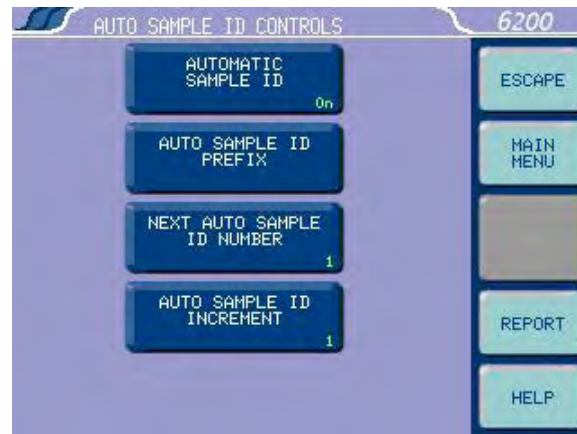 AUTO SAMPLE ID CONTROLS
6200
AUTOMATIC
SAMPLE ID
On
AUTO SAMPLE ID
PREFIX
NEXT AUTO SAMPLE
ID NUMBER
1
AUTO SAMPLE ID
INCREMENT
1
ESCAPE
MAIN
MENU
REPORT
HELP